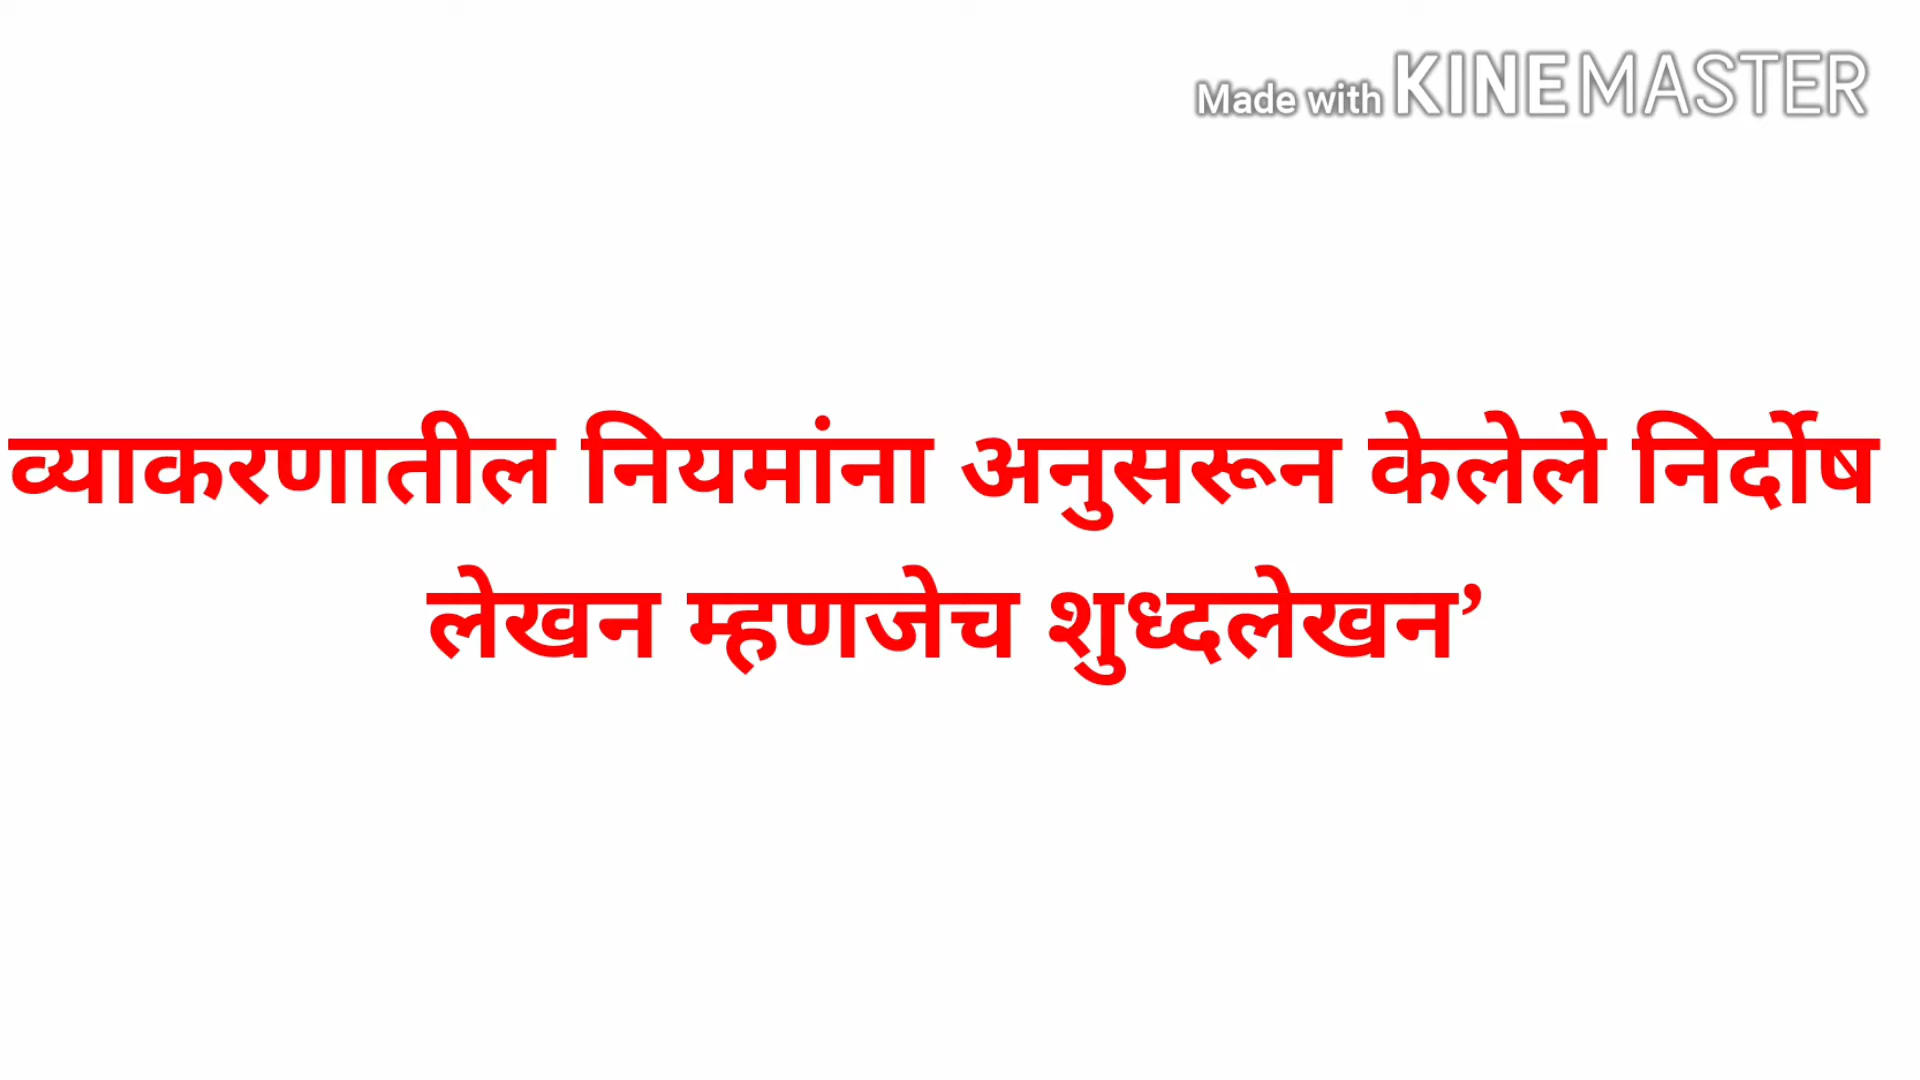 Made with KINEMASTER
व्याकरणातील नियमांना अनुसरून केलेले निर्दोष
लेखन म्हणजेच शुध्दलेखन’